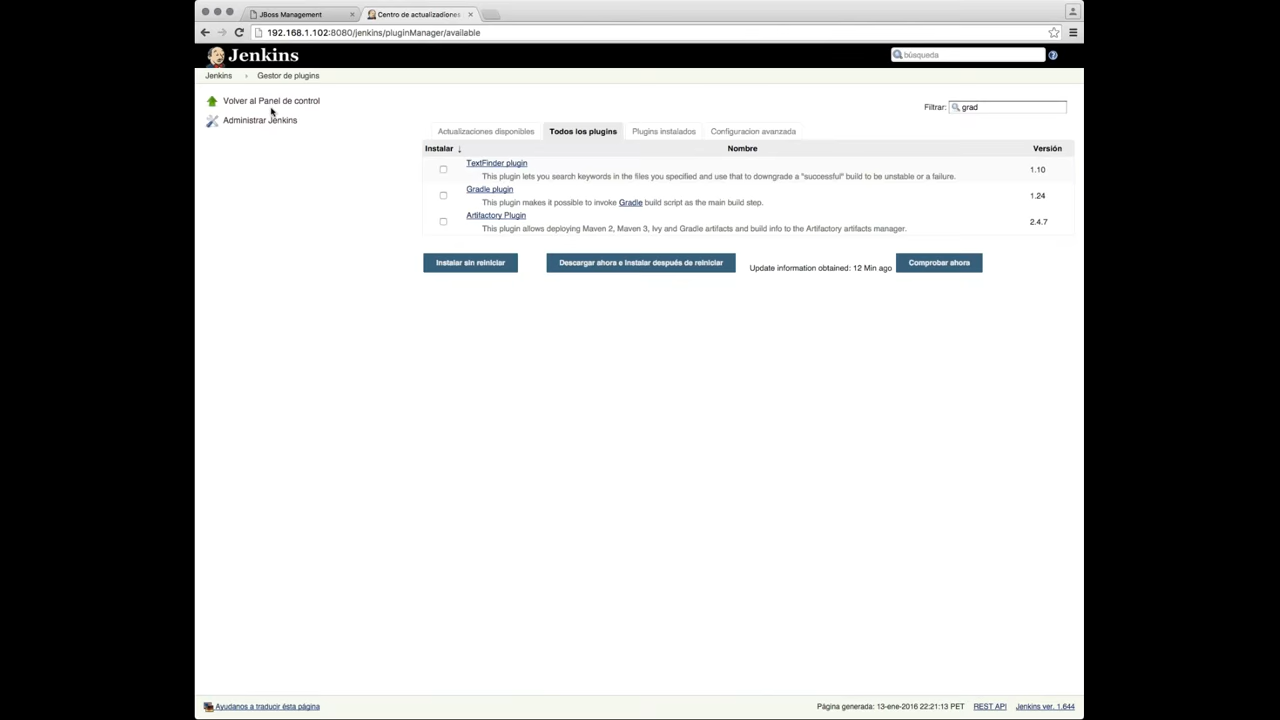 JBoss Management
Centro de actualizaciones
192.168.1.102:8080/jenkins/pluginManager/available
Jenkins
búsqueda
Jenkins › Gestor de plugins
Volver al Panel de control
Administrar Jenkins
Filtrar: grad
Actualizaciones disponibles Todos los plugins Plugins instalados Configuracion avanzada
Instalar ↓ Nombre Versión
TextFinder plugin
This plugin lets you search keywords in the files you specified and use that to downgrade a "successful" build to be unstable or a failure. 1.10
Gradle plugin
This plugin makes it possible to invoke Gradle build script as the main build step. 1.24
Artifactory Plugin
This plugin allows deploying Maven 2, Maven 3, Ivy and Gradle artifacts and build info to the Artifactory artifacts manager. 2.4.7
Instalar sin reiniciar Descargar ahora e instalar después de reiniciar Update information obtained: 12 Min ago Comprobar ahora
Ayudanos a traducir ésta página Página generada: 13-ene-2016 22:21:13 PET REST API Jenkins ver. 1.644